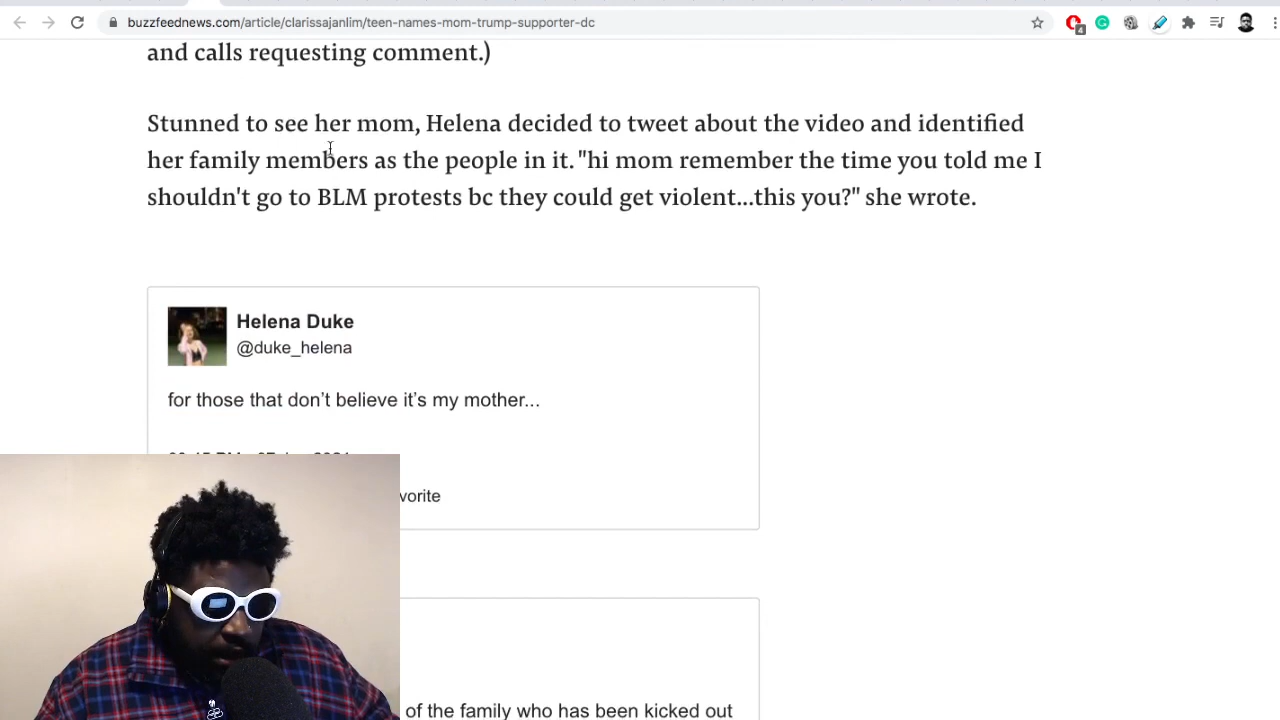 buzzfeednews.com/article/clarissajanlim/teen-names-mom-trump-supporter-dc
4
and calls requesting comment.)
Stunned to see her mom, Helena decided to tweet about the video and identified
her family members as the people in it. "hi mom remember the time you told me I
shouldn't go to BLM protests bc they could get violent...this you?" she wrote.
Helena Duke
@duke_helena
for those that don't believe it's my mother...
vorite
of the family who has been kicked out